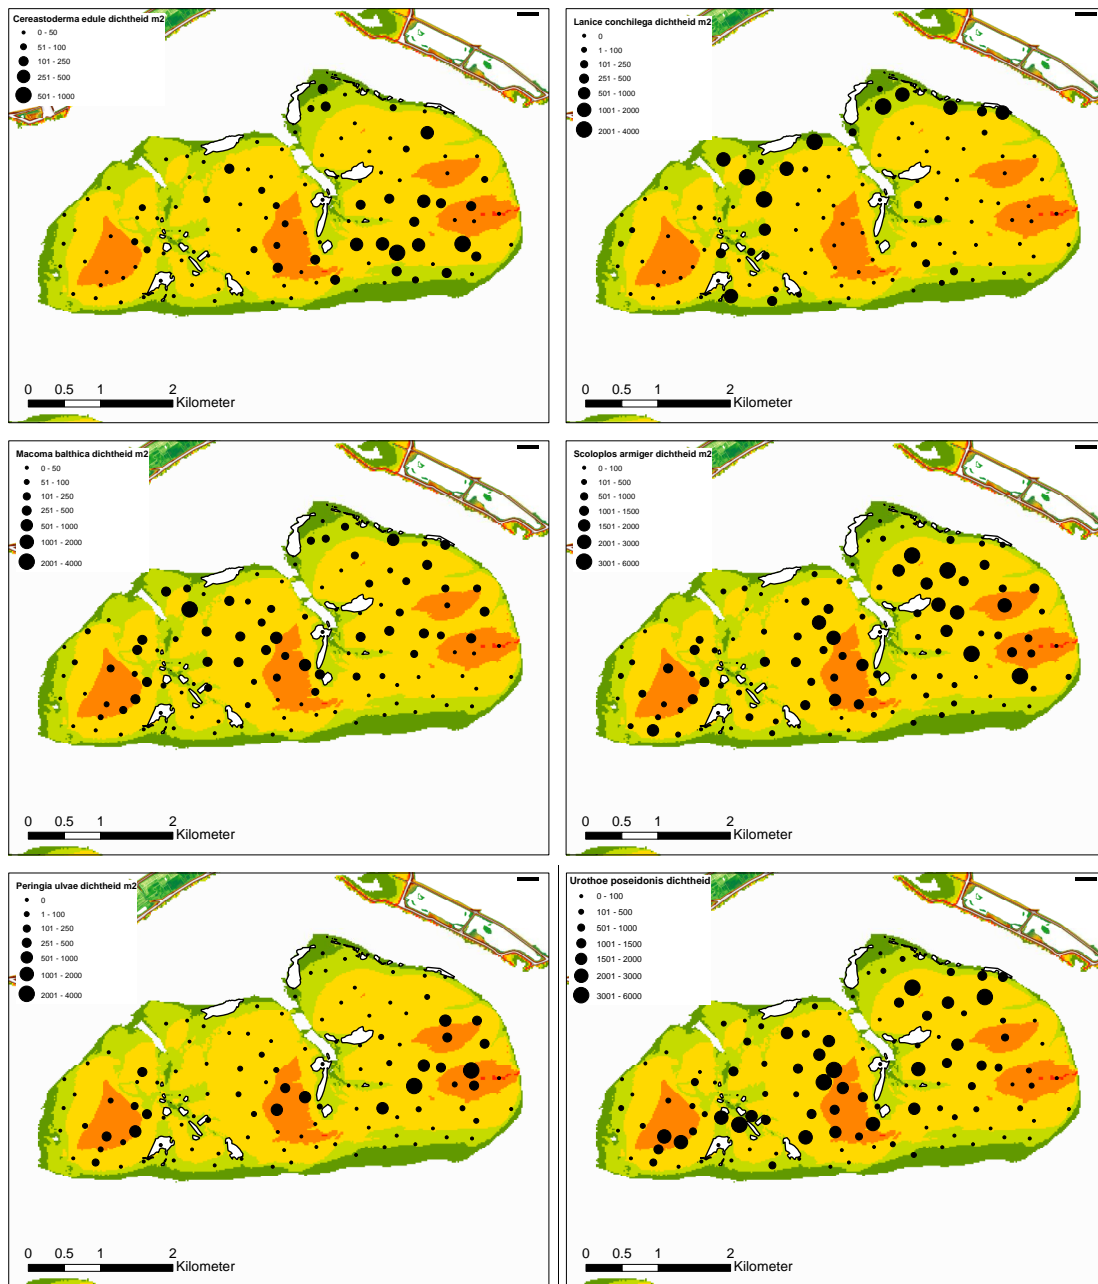 Cereastoderma edule dichtheid m2
0 - 50
51 - 100
101 - 250
251 - 500
501 - 1000
0 0.5 1 2
Kilometer
Lanice conchilega dichtheid m2
0
1 - 100
101 - 250
251 - 500
501 - 1000
1001 - 2000
2001 - 4000
0 0.5 1 2
Kilometer
Macoma balthica dichtheid m2
0 - 50
51 - 100
101 - 250
251 - 500
501 - 1000
1001 - 2000
2001 - 4000
0 0.5 1 2
Kilometer
Scoloplos armiger dichtheid m2
0 - 100
101 - 500
501 - 1000
1001 - 1500
1501 - 2000
2001 - 3000
3001 - 6000
0 0.5 1 2
Kilometer
Peringia ulvae dichtheid m2
0
1 - 100
101 - 250
251 - 500
501 - 1000
1001 - 2000
2001 - 4000
0 0.5 1 2
Kilometer
Urothoe poseidonis dichtheid
0 - 100
101 - 500
501 - 1000
1001 - 1500
1501 - 2000
2001 - 3000
3001 - 6000
0 0.5 1 2
Kilometer